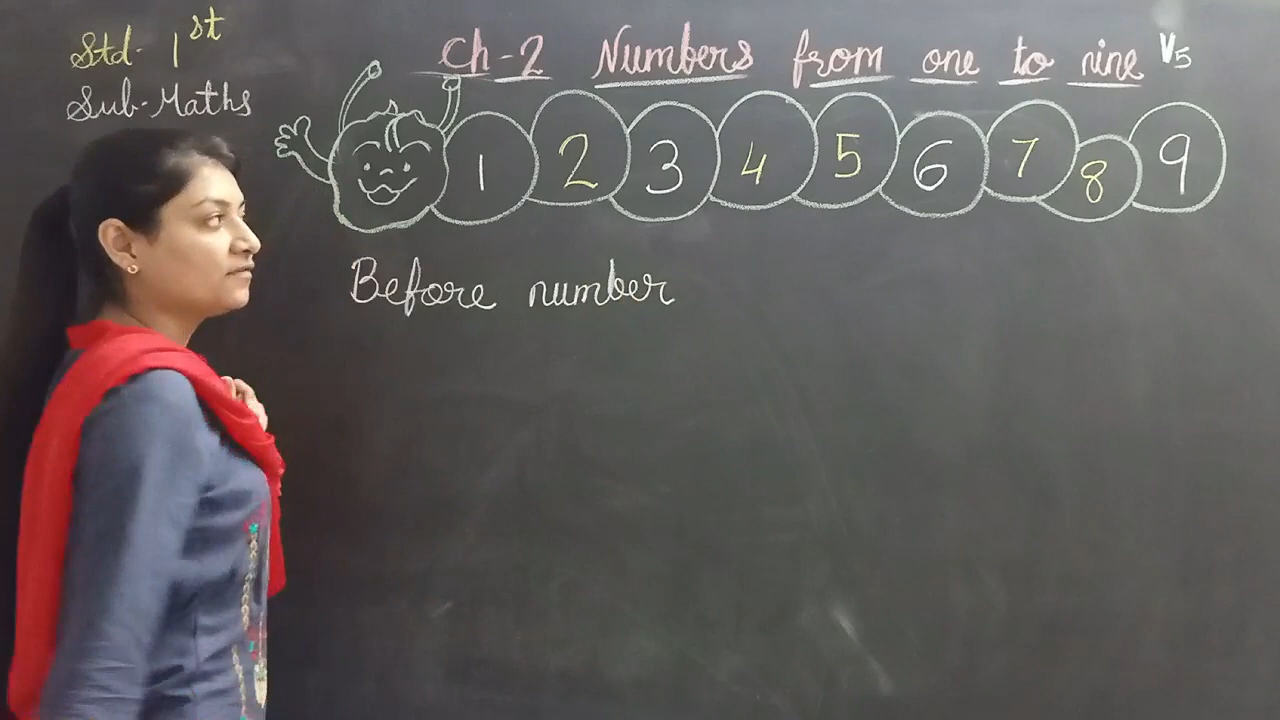 Std- 1st
Sub-Maths
Ch-2 Numbers from one to nine V5
1 2 3 4 5 6 7 8 9
Before number